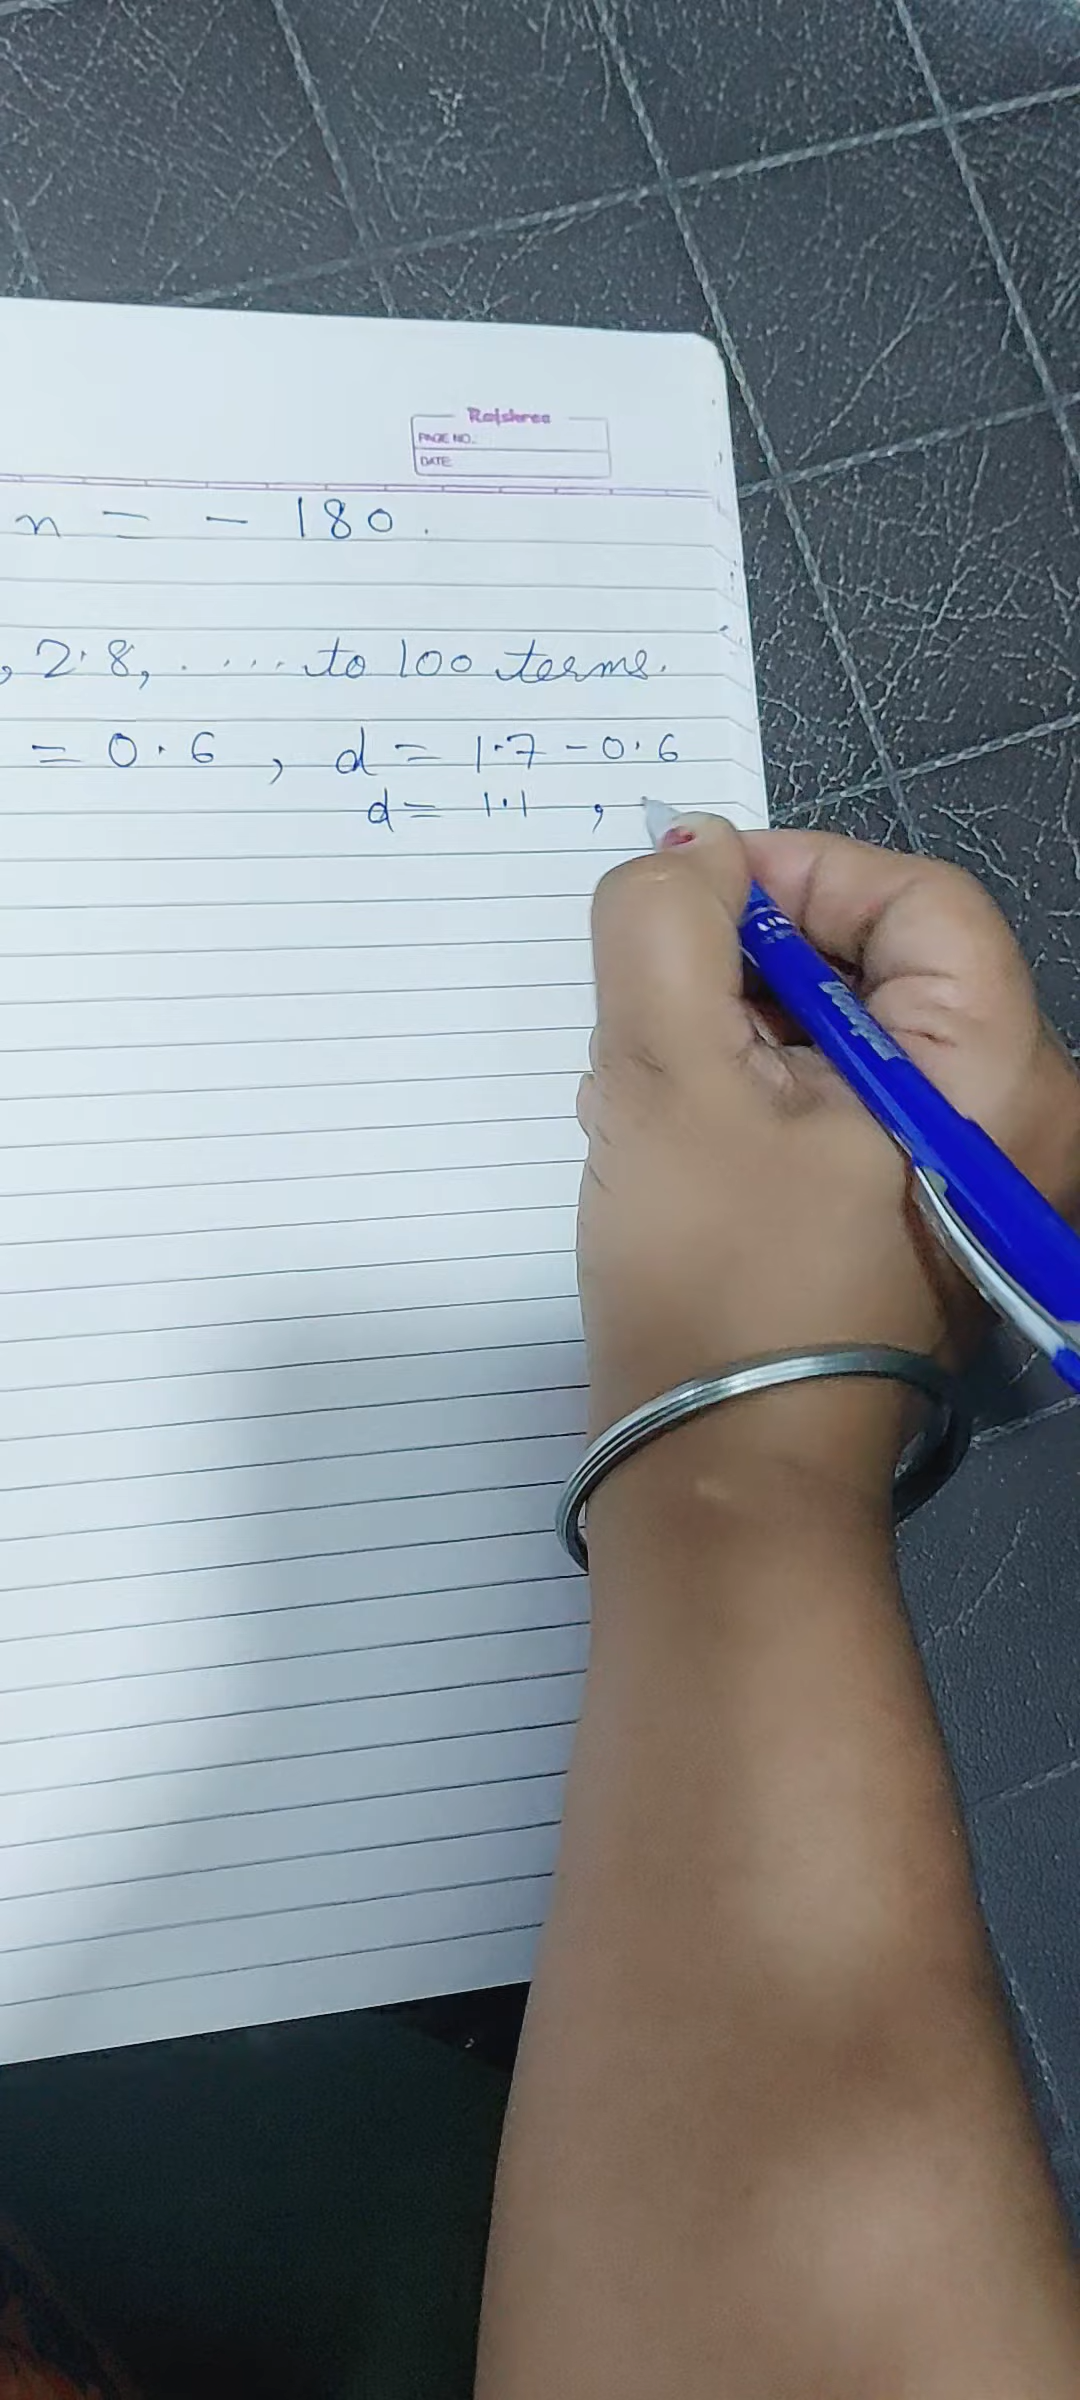 Rajshree
PAGE NO.:
DATE:
n = - 180.
, 2.8, ..... to 100 terms.
= 0.6 , d = 1.7 - 0.6
d = 1.1 ,